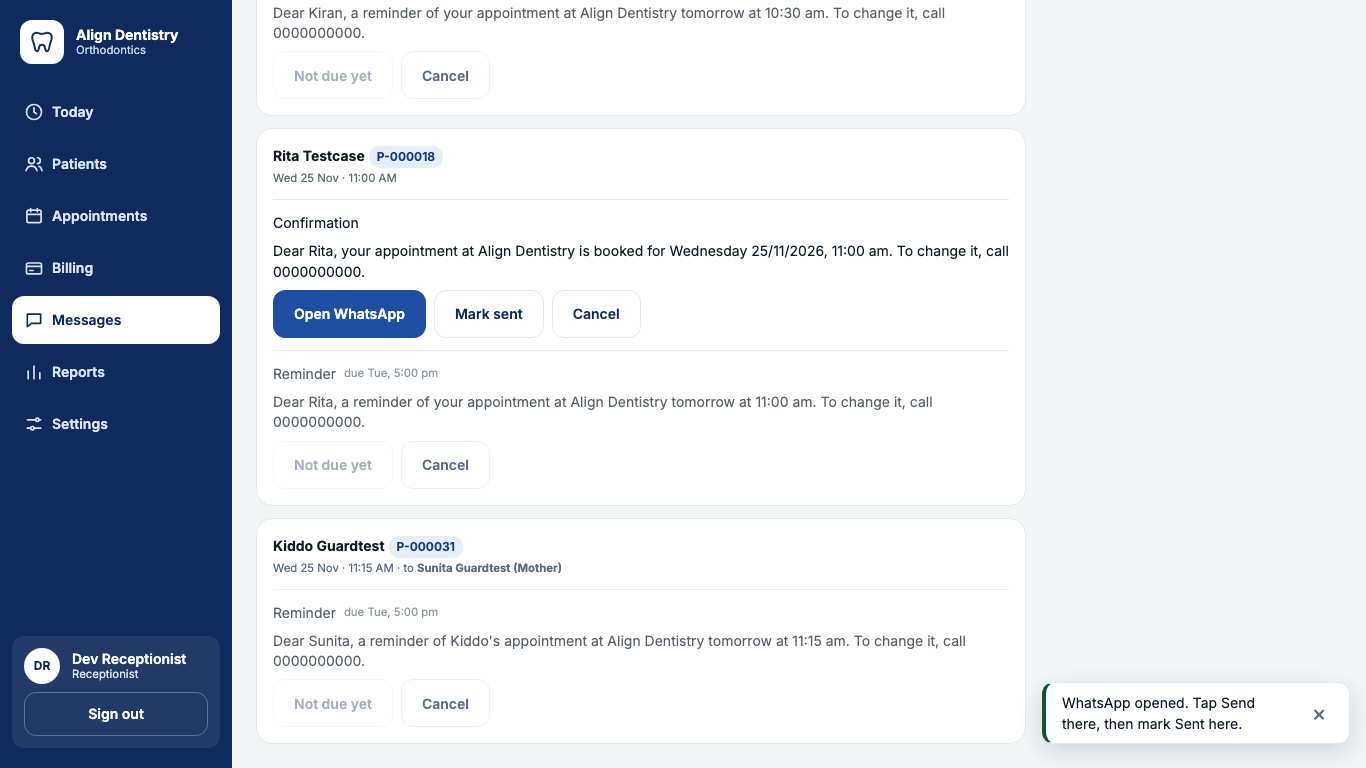 Align Dentistry
Orthodontics
Today
Patients
Appointments
Billing
Messages
Reports
Settings
DR
Dev Receptionist
Receptionist
Sign out
Dear Kiran, a reminder of your appointment at Align Dentistry tomorrow at 10:30 am. To change it, call
0000000000.
Not due yet
Cancel
Rita Testcase P-000018
Wed 25 Nov · 11:00 AM
Confirmation
Dear Rita, your appointment at Align Dentistry is booked for Wednesday 25/11/2026, 11:00 am. To change it, call
0000000000.
Open WhatsApp
Mark sent
Cancel
Reminder due Tue, 5:00 pm
Dear Rita, a reminder of your appointment at Align Dentistry tomorrow at 11:00 am. To change it, call
0000000000.
Not due yet
Cancel
Kiddo Guardtest P-000031
Wed 25 Nov · 11:15 AM · to Sunita Guardtest (Mother)
Reminder due Tue, 5:00 pm
Dear Sunita, a reminder of Kiddo's appointment at Align Dentistry tomorrow at 11:15 am. To change it, call
0000000000.
Not due yet
Cancel
WhatsApp opened. Tap Send
there, then mark Sent here.